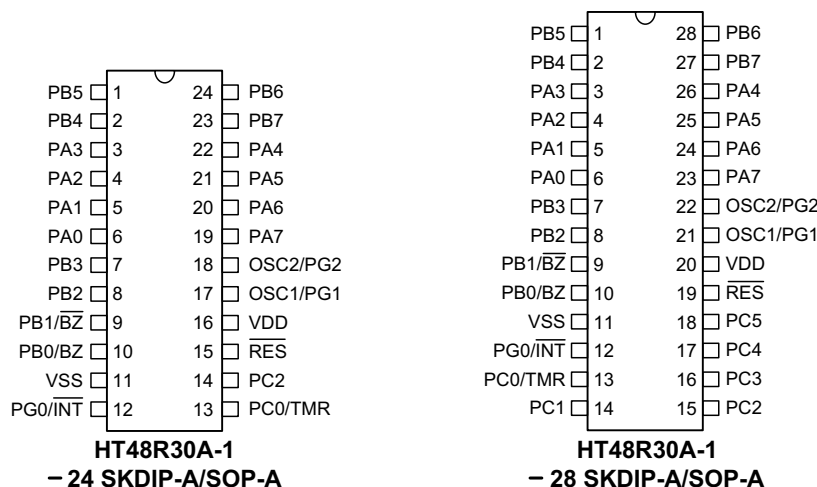 PB5 1 24 PB6
PB4 2 23 PB7
PA3 3 22 PA4
PA2 4 21 PA5
PA1 5 20 PA6
PA0 6 19 PA7
PB3 7 18 OSC2/PG2
PB2 8 17 OSC1/PG1
PB1/B̅Z̅ 9 16 VDD
PB0/BZ 10 15 R̅E̅S̅
VSS 11 14 PC2
PG0/I̅N̅T̅ 12 13 PC0/TMR
HT48R30A-1
– 24 SKDIP-A/SOP-A
PB5 1 28 PB6
PB4 2 27 PB7
PA3 3 26 PA4
PA2 4 25 PA5
PA1 5 24 PA6
PA0 6 23 PA7
PB3 7 22 OSC2/PG2
PB2 8 21 OSC1/PG1
PB1/B̅Z̅ 9 20 VDD
PB0/BZ 10 19 R̅E̅S̅
VSS 11 18 PC5
PG0/I̅N̅T̅ 12 17 PC4
PC0/TMR 13 16 PC3
PC1 14 15 PC2
HT48R30A-1
– 28 SKDIP-A/SOP-A